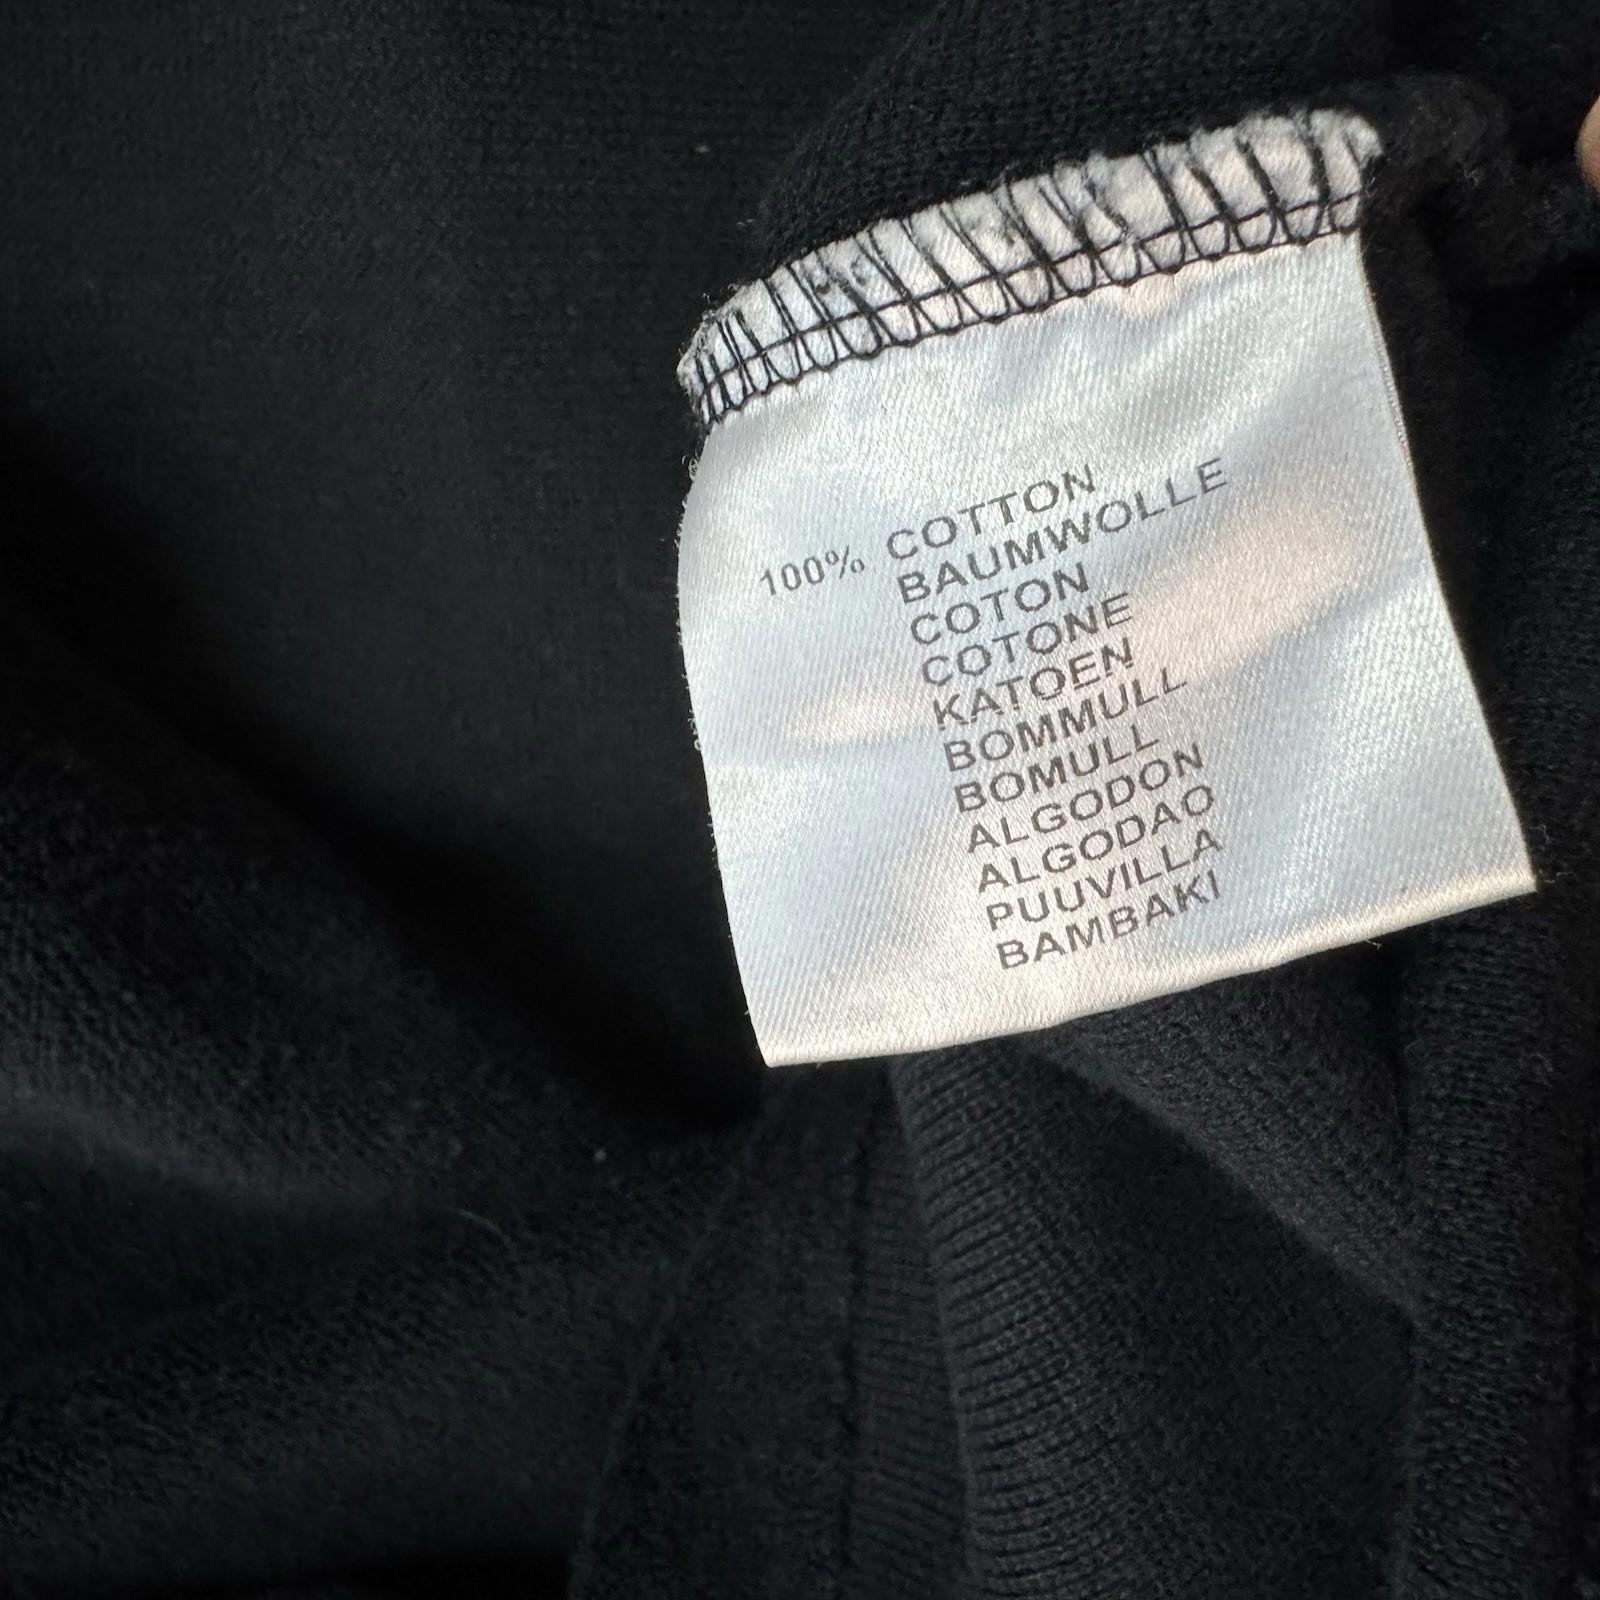 100% COTTON
BAUMWOLLE
COTON
COTONE
KATOEN
BOMMULL
BOMULL
ALGODON
ALGODAO
PUUVILLA
BAMBAKI